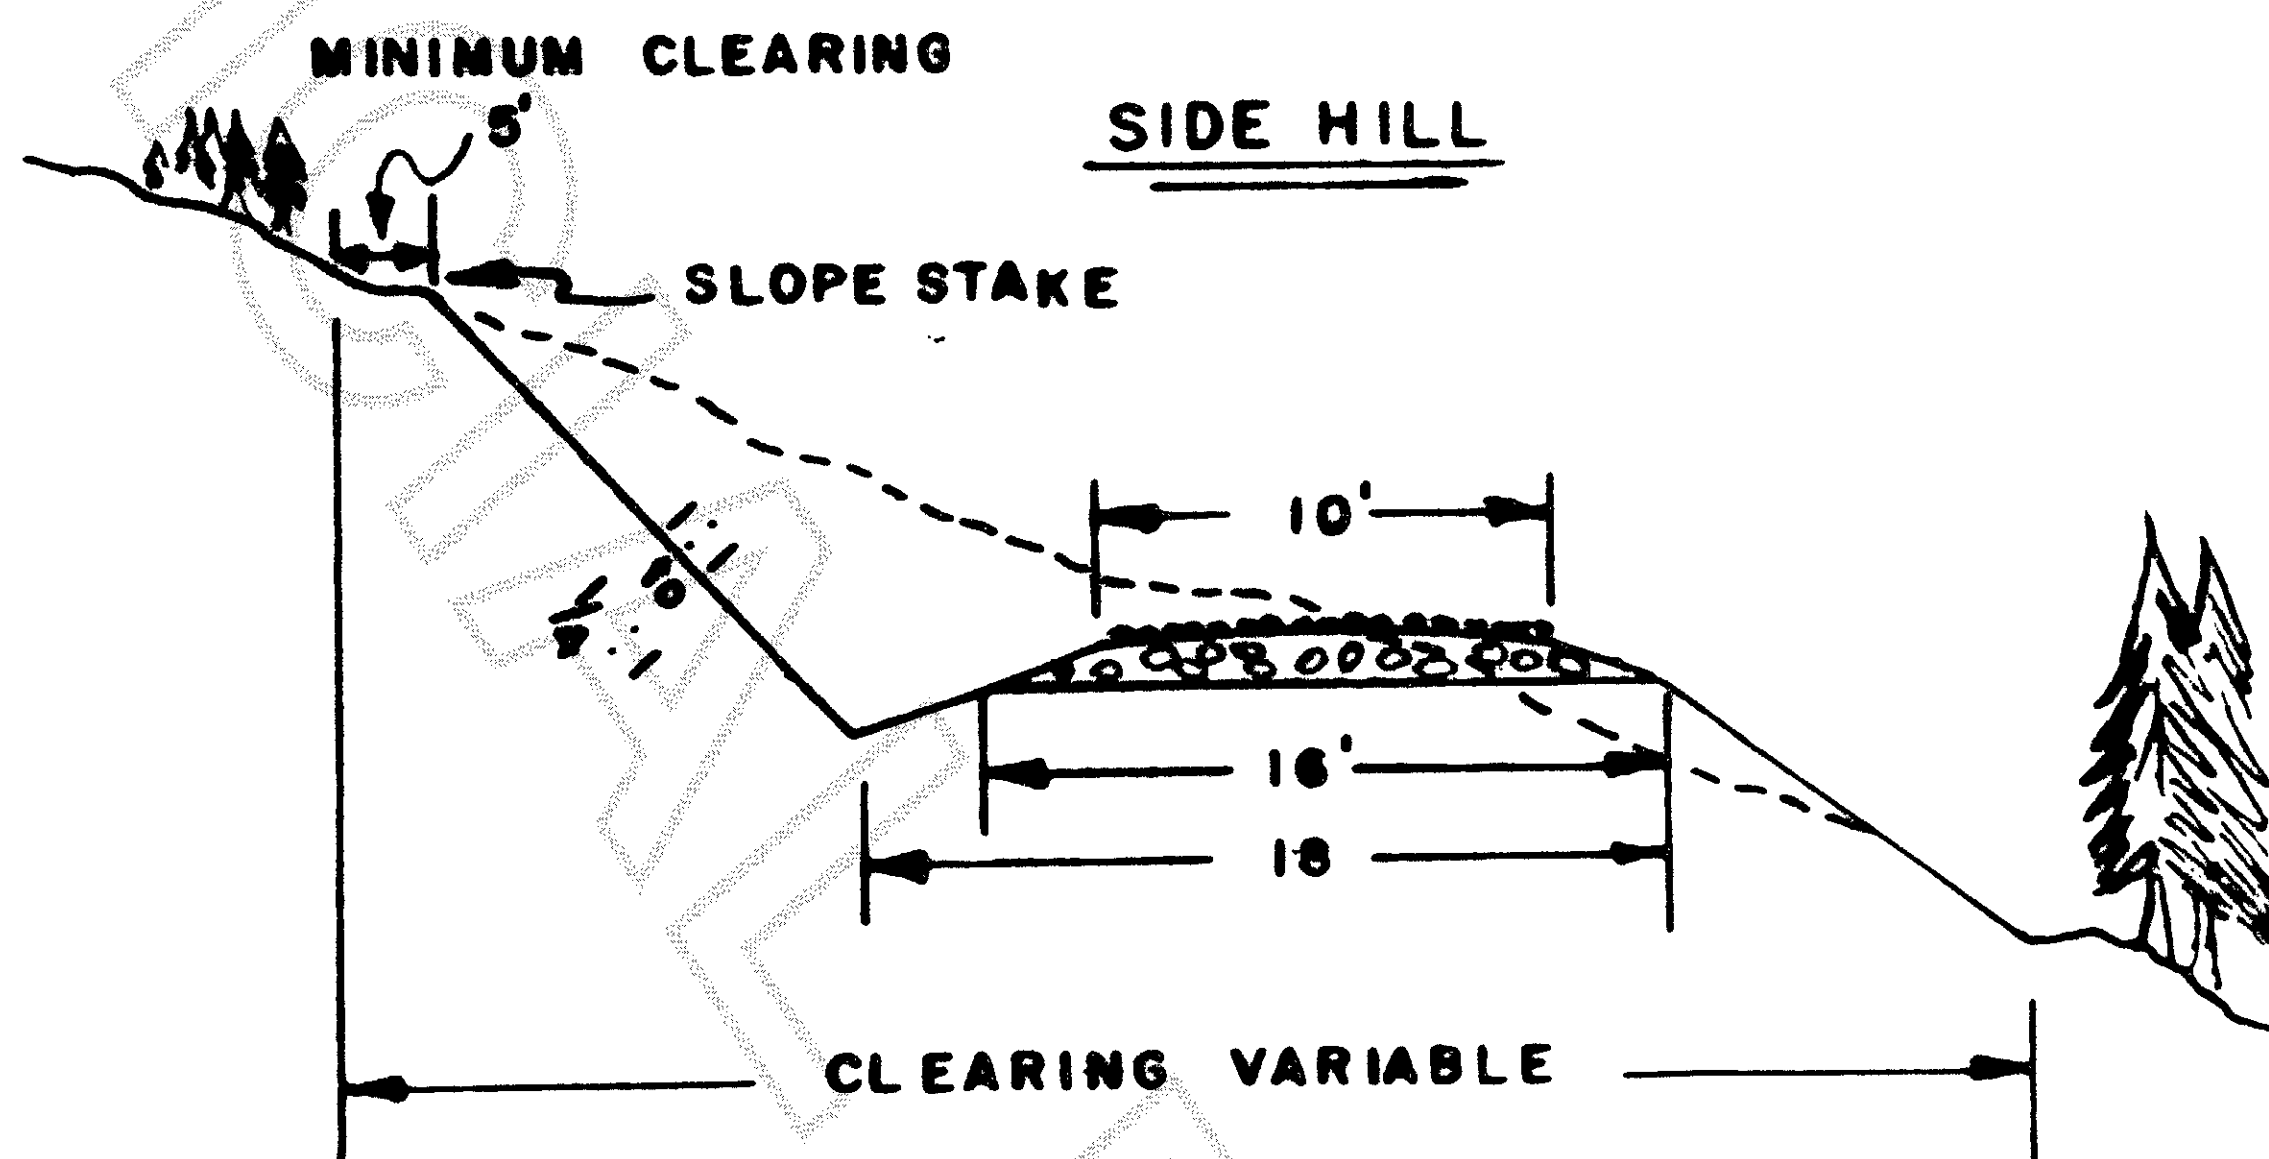 MINIMUM CLEARING
5'
SIDE HILL
SLOPE STAKE
10'
16'
18
CLEARING VARIABLE